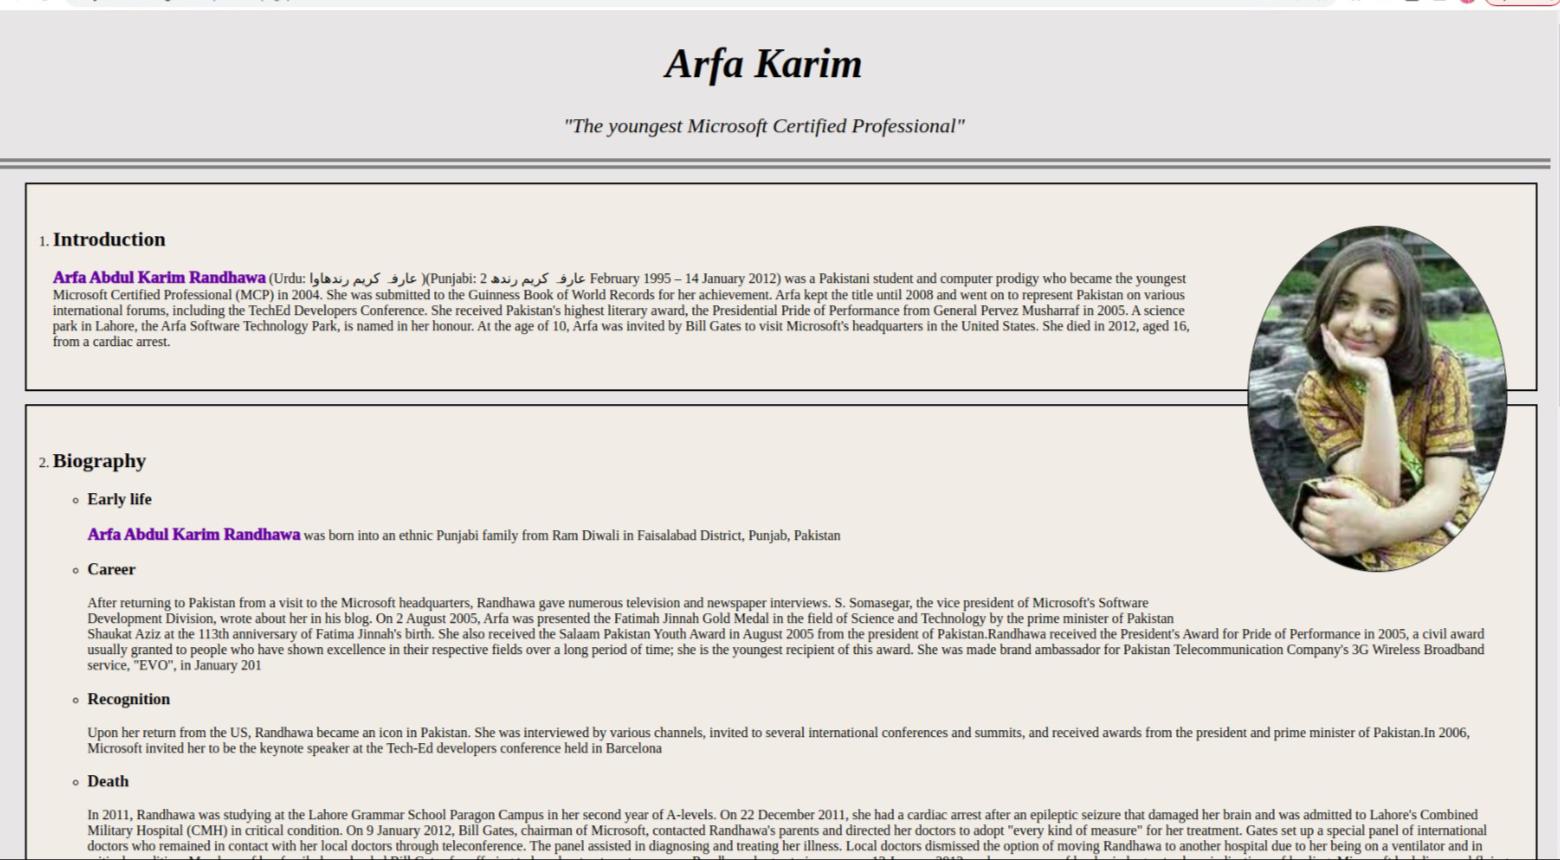 Arfa Karim
"The youngest Microsoft Certified Professional"
1. Introduction
Arfa Abdul Karim Randhawa (Urdu: عارفہ کریم رندھاوا )(Punjabi: عارفہ کریم رندھ 2 February 1995 – 14 January 2012) was a Pakistani student and computer prodigy who became the youngest
Microsoft Certified Professional (MCP) in 2004. She was submitted to the Guinness Book of World Records for her achievement. Arfa kept the title until 2008 and went on to represent Pakistan on various
international forums, including the TechEd Developers Conference. She received Pakistan's highest literary award, the Presidential Pride of Performance from General Pervez Musharraf in 2005. A science
park in Lahore, the Arfa Software Technology Park, is named in her honour. At the age of 10, Arfa was invited by Bill Gates to visit Microsoft's headquarters in the United States. She died in 2012, aged 16,
from a cardiac arrest.
2. Biography
Early life
Arfa Abdul Karim Randhawa was born into an ethnic Punjabi family from Ram Diwali in Faisalabad District, Punjab, Pakistan
Career
After returning to Pakistan from a visit to the Microsoft headquarters, Randhawa gave numerous television and newspaper interviews. S. Somasegar, the vice president of Microsoft's Software
Development Division, wrote about her in his blog. On 2 August 2005, Arfa was presented the Fatimah Jinnah Gold Medal in the field of Science and Technology by the prime minister of Pakistan
Shaukat Aziz at the 113th anniversary of Fatima Jinnah's birth. She also received the Salaam Pakistan Youth Award in August 2005 from the president of Pakistan.Randhawa received the President's Award for Pride of Performance in 2005, a civil award
usually granted to people who have shown excellence in their respective fields over a long period of time; she is the youngest recipient of this award. She was made brand ambassador for Pakistan Telecommunication Company's 3G Wireless Broadband
service, "EVO", in January 201
Recognition
Upon her return from the US, Randhawa became an icon in Pakistan. She was interviewed by various channels, invited to several international conferences and summits, and received awards from the president and prime minister of Pakistan.In 2006,
Microsoft invited her to be the keynote speaker at the Tech-Ed developers conference held in Barcelona
Death
In 2011, Randhawa was studying at the Lahore Grammar School Paragon Campus in her second year of A-levels. On 22 December 2011, she had a cardiac arrest after an epileptic seizure that damaged her brain and was admitted to Lahore's Combined
Military Hospital (CMH) in critical condition. On 9 January 2012, Bill Gates, chairman of Microsoft, contacted Randhawa's parents and directed her doctors to adopt "every kind of measure" for her treatment. Gates set up a special panel of international
doctors who remained in contact with her local doctors through teleconference. The panel assisted in diagnosing and treating her illness. Local doctors dismissed the option of moving Randhawa to another hospital due to her being on a ventilator and in